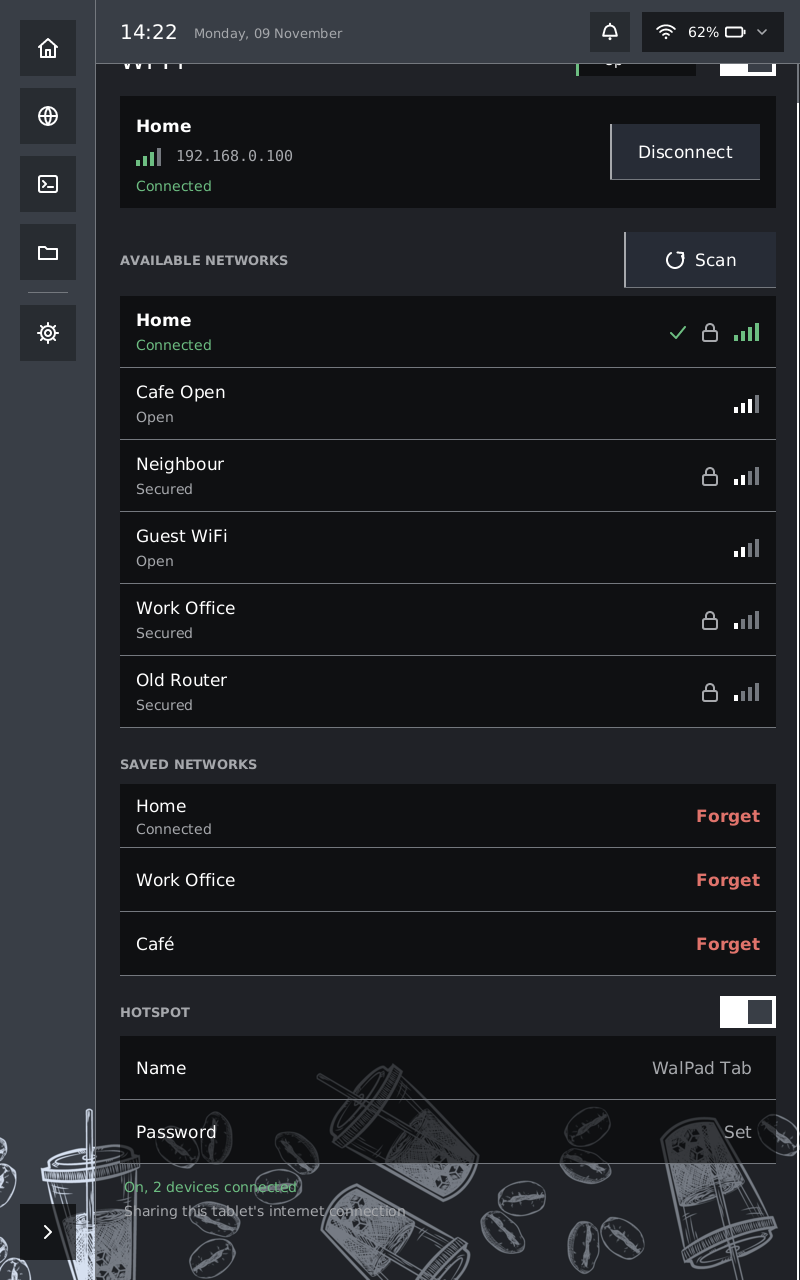 14:22 Monday, 09 November
62%
Home
192.168.0.100
Connected
Disconnect
AVAILABLE NETWORKS
Scan
Home
Connected
Cafe Open
Open
Neighbour
Secured
Guest WiFi
Open
Work Office
Secured
Old Router
Secured
SAVED NETWORKS
Home
Connected
Forget
Work Office
Forget
Café
Forget
HOTSPOT
Name
WalPad Tab
Password
Set
On, 2 devices connected
Sharing this tablet's internet connection